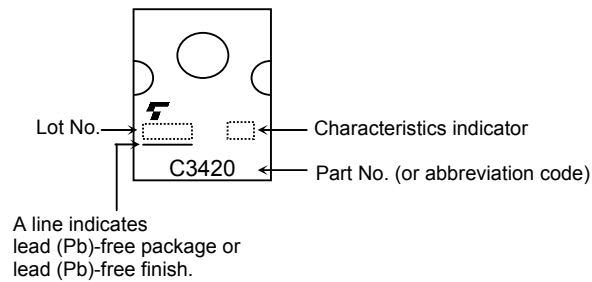 Lot No.
Characteristics indicator
C3420
Part No. (or abbreviation code)
A line indicates
lead (Pb)-free package or
lead (Pb)-free finish.